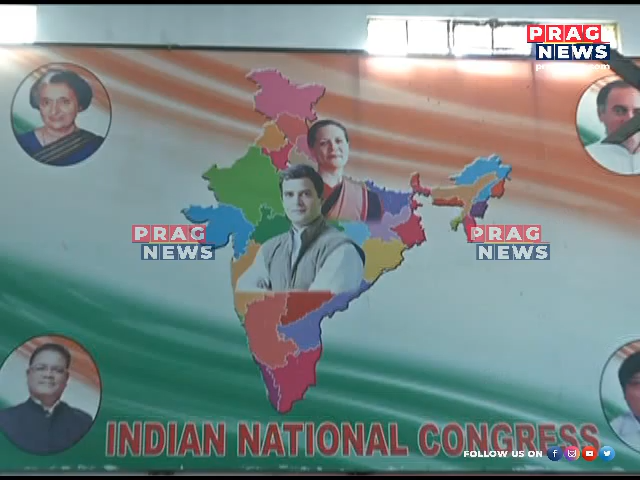 PRAG
NEWS
PRAG
NEWS
PRAG
NEWS
INDIAN NATIONAL CONGRESS
FOLLOW US ON